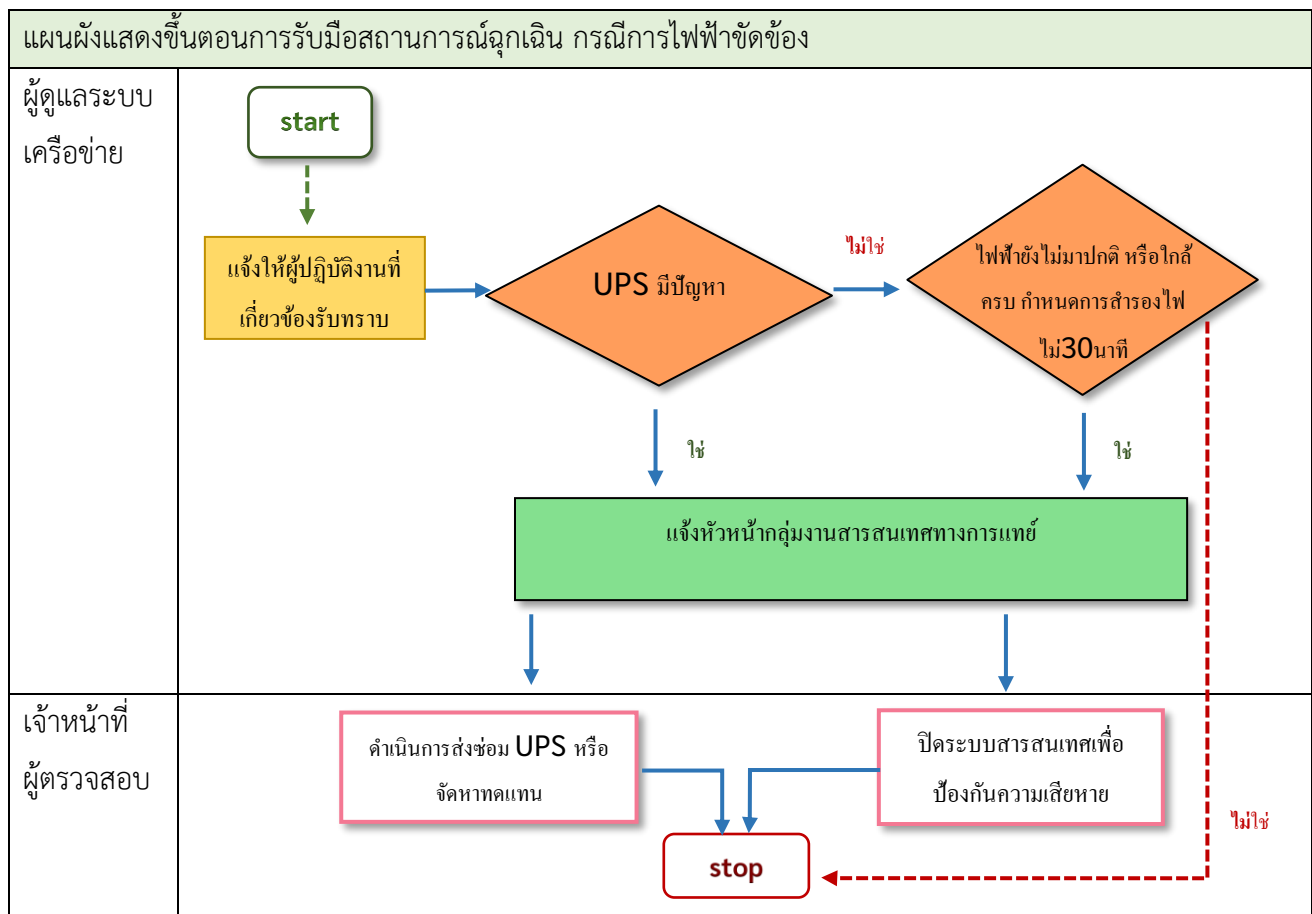 แผนผังแสดงขึ้นตอนการรับมือสถานการณ์ฉุกเฉิน กรณีการไฟฟ้าขัดข้อง
ผู้ดูแลระบบ
เครือข่าย
start
แจ้งให้ผู้ปฏิบัติงานที่
เกี่ยวข้องรับทราบ
UPS มีปัญหา
ไม่ใช่
ไฟฟ้ายังไม่มาปกติ หรือใกล้
ครบ กำหนดการสำรองไฟ
ไม่30นาที
ใช่
ใช่
แจ้งหัวหน้ากลุ่มงานสารสนเทศทางการแทย์
เจ้าหน้าที่
ผู้ตรวจสอบ
ดำเนินการส่งซ่อม UPS หรือ
จัดหาทดแทน
ปิดระบบสารสนเทศเพื่อ
ป้องกันความเสียหาย
ไม่ใช่
stop